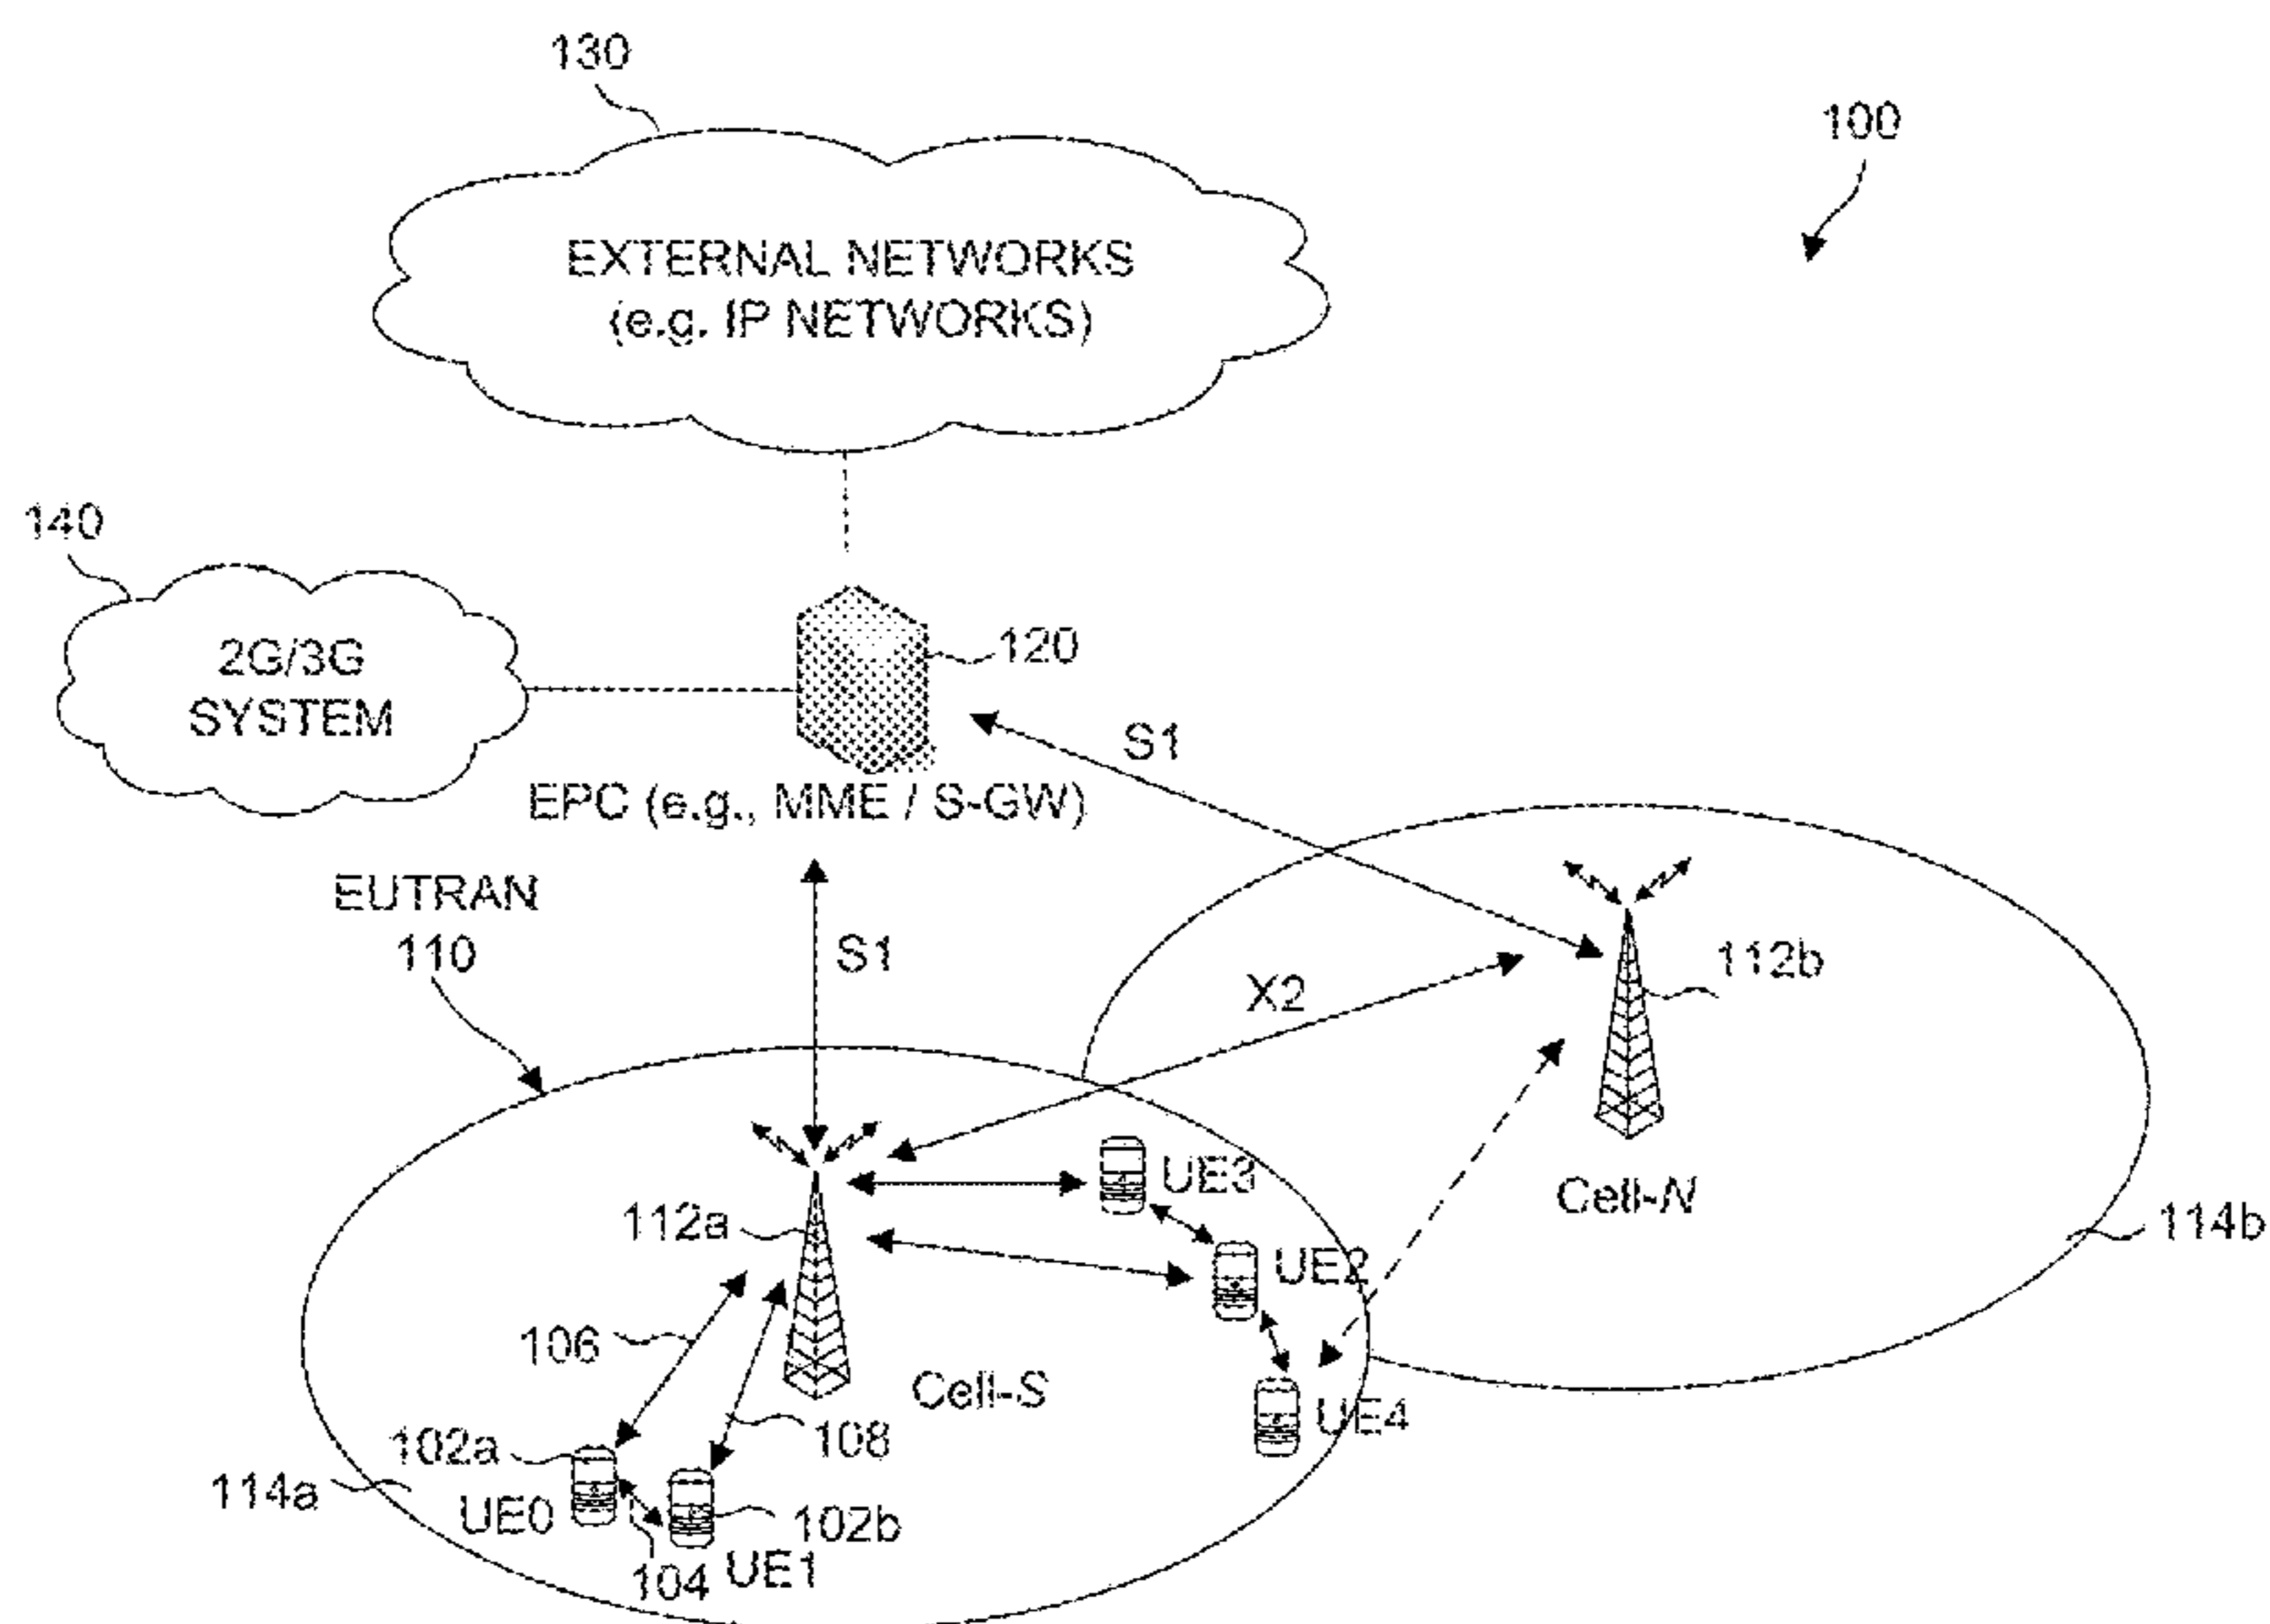 130
100
EXTERNAL NETWORKS
(e.g. IP NETWORKS)
140
2G/3G
SYSTEM
120
S1
EPC (e.g., MME / S-GW)
EUTRAN
110
S1
X2
112b
112a
UE3
Cell-N
114b
UE2
106
Cell-S
UE4
102a
108
114a
UE0
102b
104
UE1